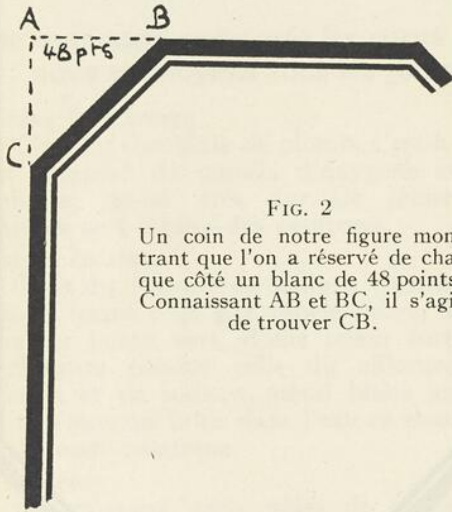 A B
48 pts
C
FIG. 2
Un coin de notre figure mon
trant que l'on a réservé de cha
que côté un blanc de 48 points
Connaissant AB et BC, il s'agi
de trouver CB.